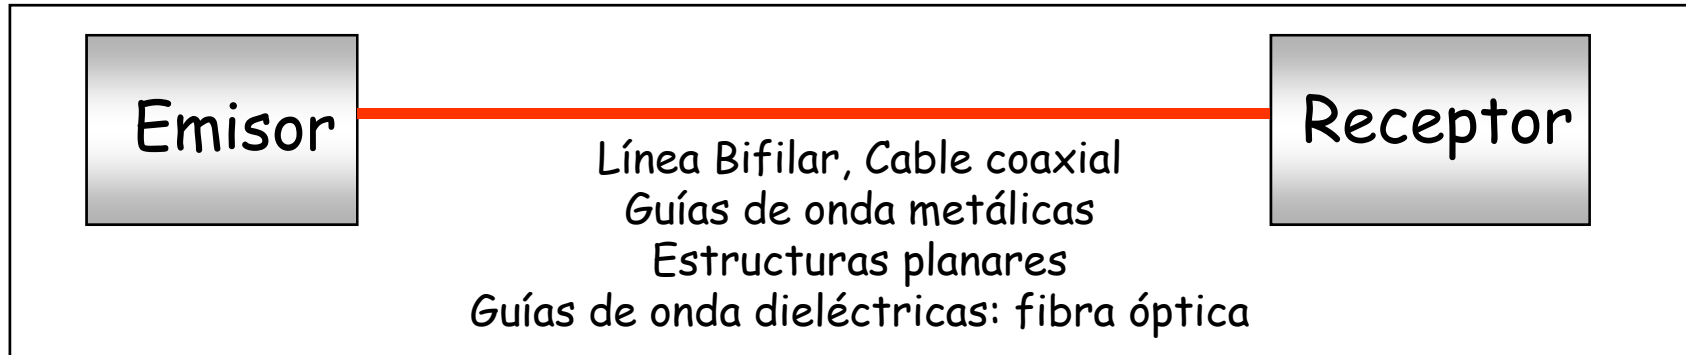 Emisor
Receptor
Línea Bifilar, Cable coaxial
Guías de onda metálicas
Estructuras planares
Guías de onda dieléctricas: fibra óptica